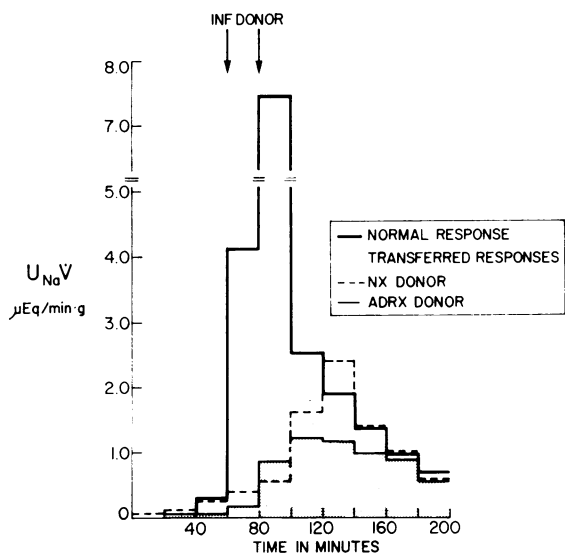 INF DONOR
8.0
7.0
5.0
4.0
3.0
2.0
1.0
0
UNaV̇
µEq/min·g
NORMAL RESPONSE
TRANSFERRED RESPONSES
NX DONOR
ADRX DONOR
40 80 120 160 200
TIME IN MINUTES